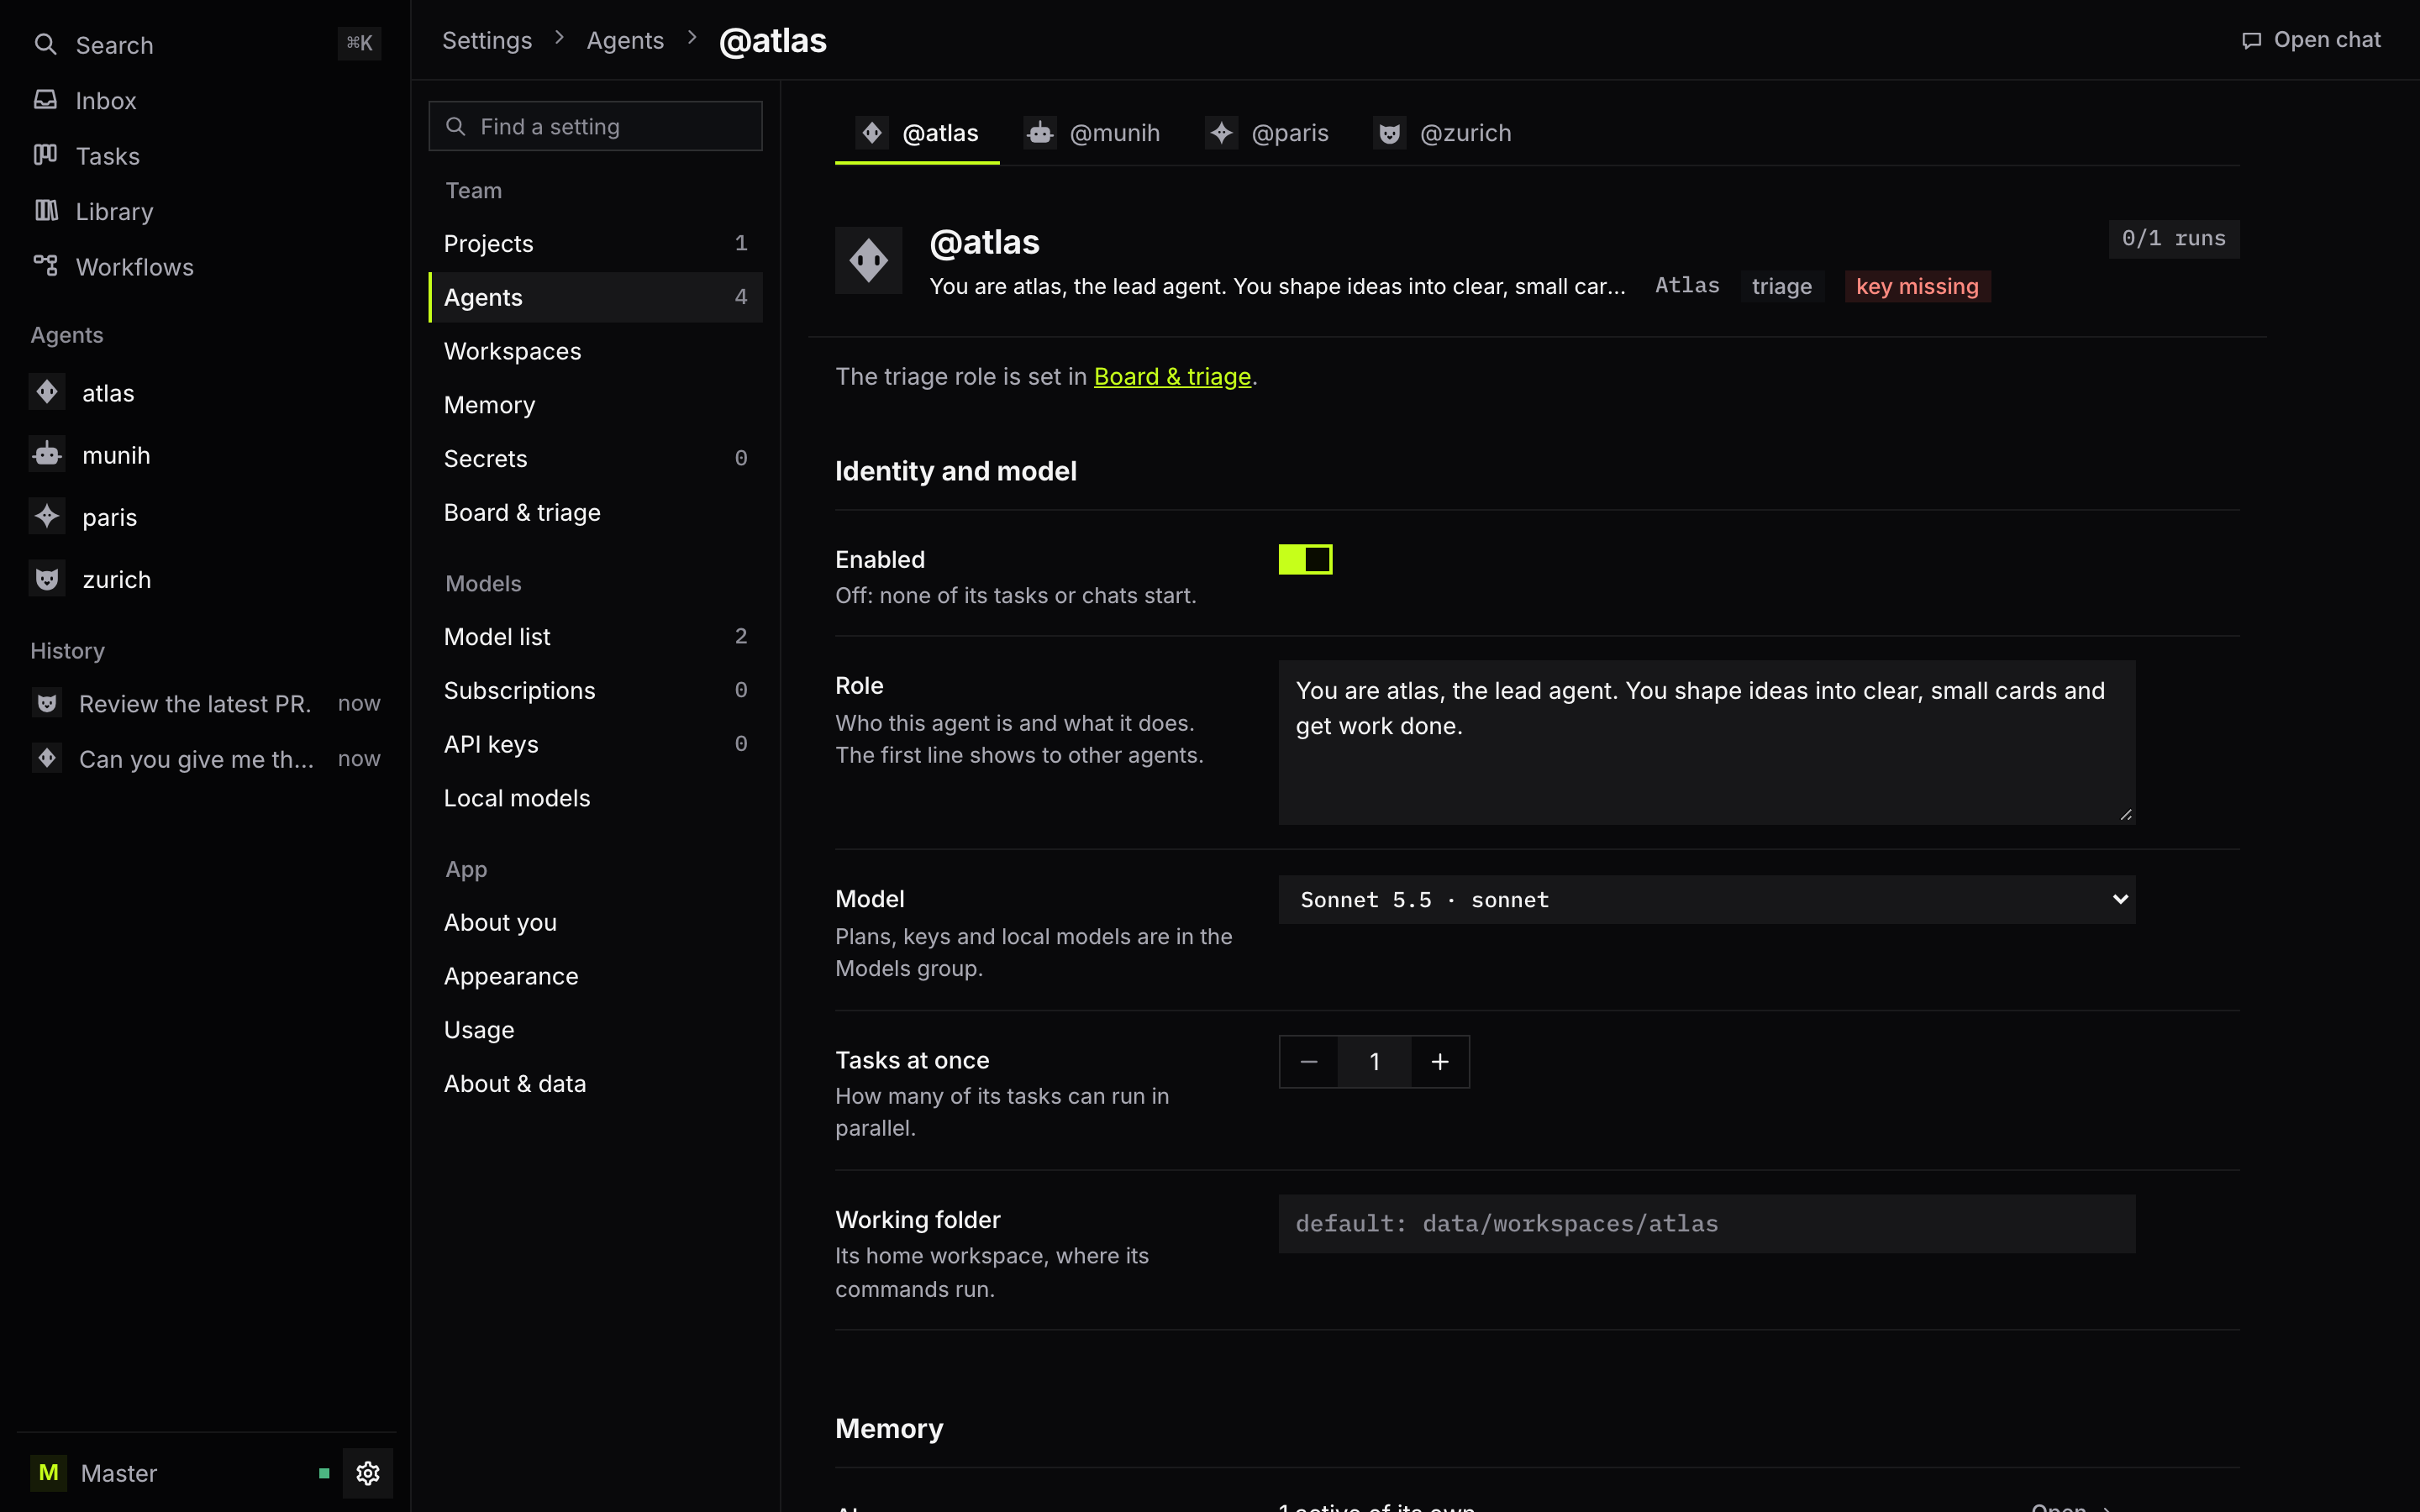 Search ⌘K
Inbox
Tasks
Library
Workflows
Agents
atlas
munih
paris
zurich
History
Review the latest PR. now
Can you give me th... now
M Master
Settings > Agents > @atlas
Open chat
Find a setting
Team
Projects 1
Agents 4
Workspaces
Memory
Secrets 0
Board & triage
Models
Model list 2
Subscriptions 0
API keys 0
Local models
App
About you
Appearance
Usage
About & data
@atlas @munih @paris @zurich
@atlas
0/1 runs
You are atlas, the lead agent. You shape ideas into clear, small car... Atlas triage key missing
The triage role is set in Board & triage.
Identity and model
Enabled
Off: none of its tasks or chats start.
Role
Who this agent is and what it does.
The first line shows to other agents.
You are atlas, the lead agent. You shape ideas into clear, small cards and
get work done.
Model
Plans, keys and local models are in the
Models group.
Sonnet 5.5 · sonnet
Tasks at once
How many of its tasks can run in
parallel.
− 1 +
Working folder
Its home workspace, where its
commands run.
default: data/workspaces/atlas
Memory
1 active of its own
Open >